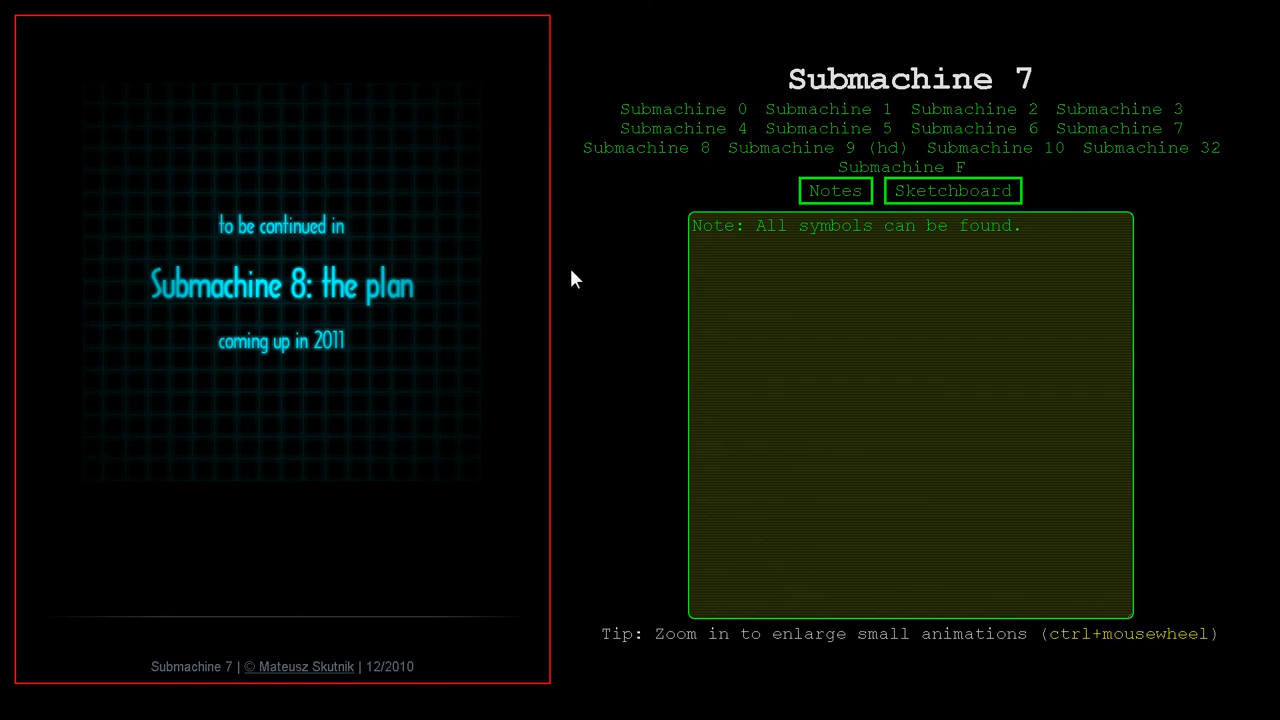 to be continued in
Submachine 8: the plan
coming up in 2011
Submachine 7 | © Mateusz Skutnik | 12/2010
Submachine 7
Submachine 0 Submachine 1 Submachine 2 Submachine 3
Submachine 4 Submachine 5 Submachine 6 Submachine 7
Submachine 8 Submachine 9 (hd) Submachine 10 Submachine 32
Submachine F
Notes Sketchboard
Note: All symbols can be found.
Tip: Zoom in to enlarge small animations (ctrl+mousewheel)